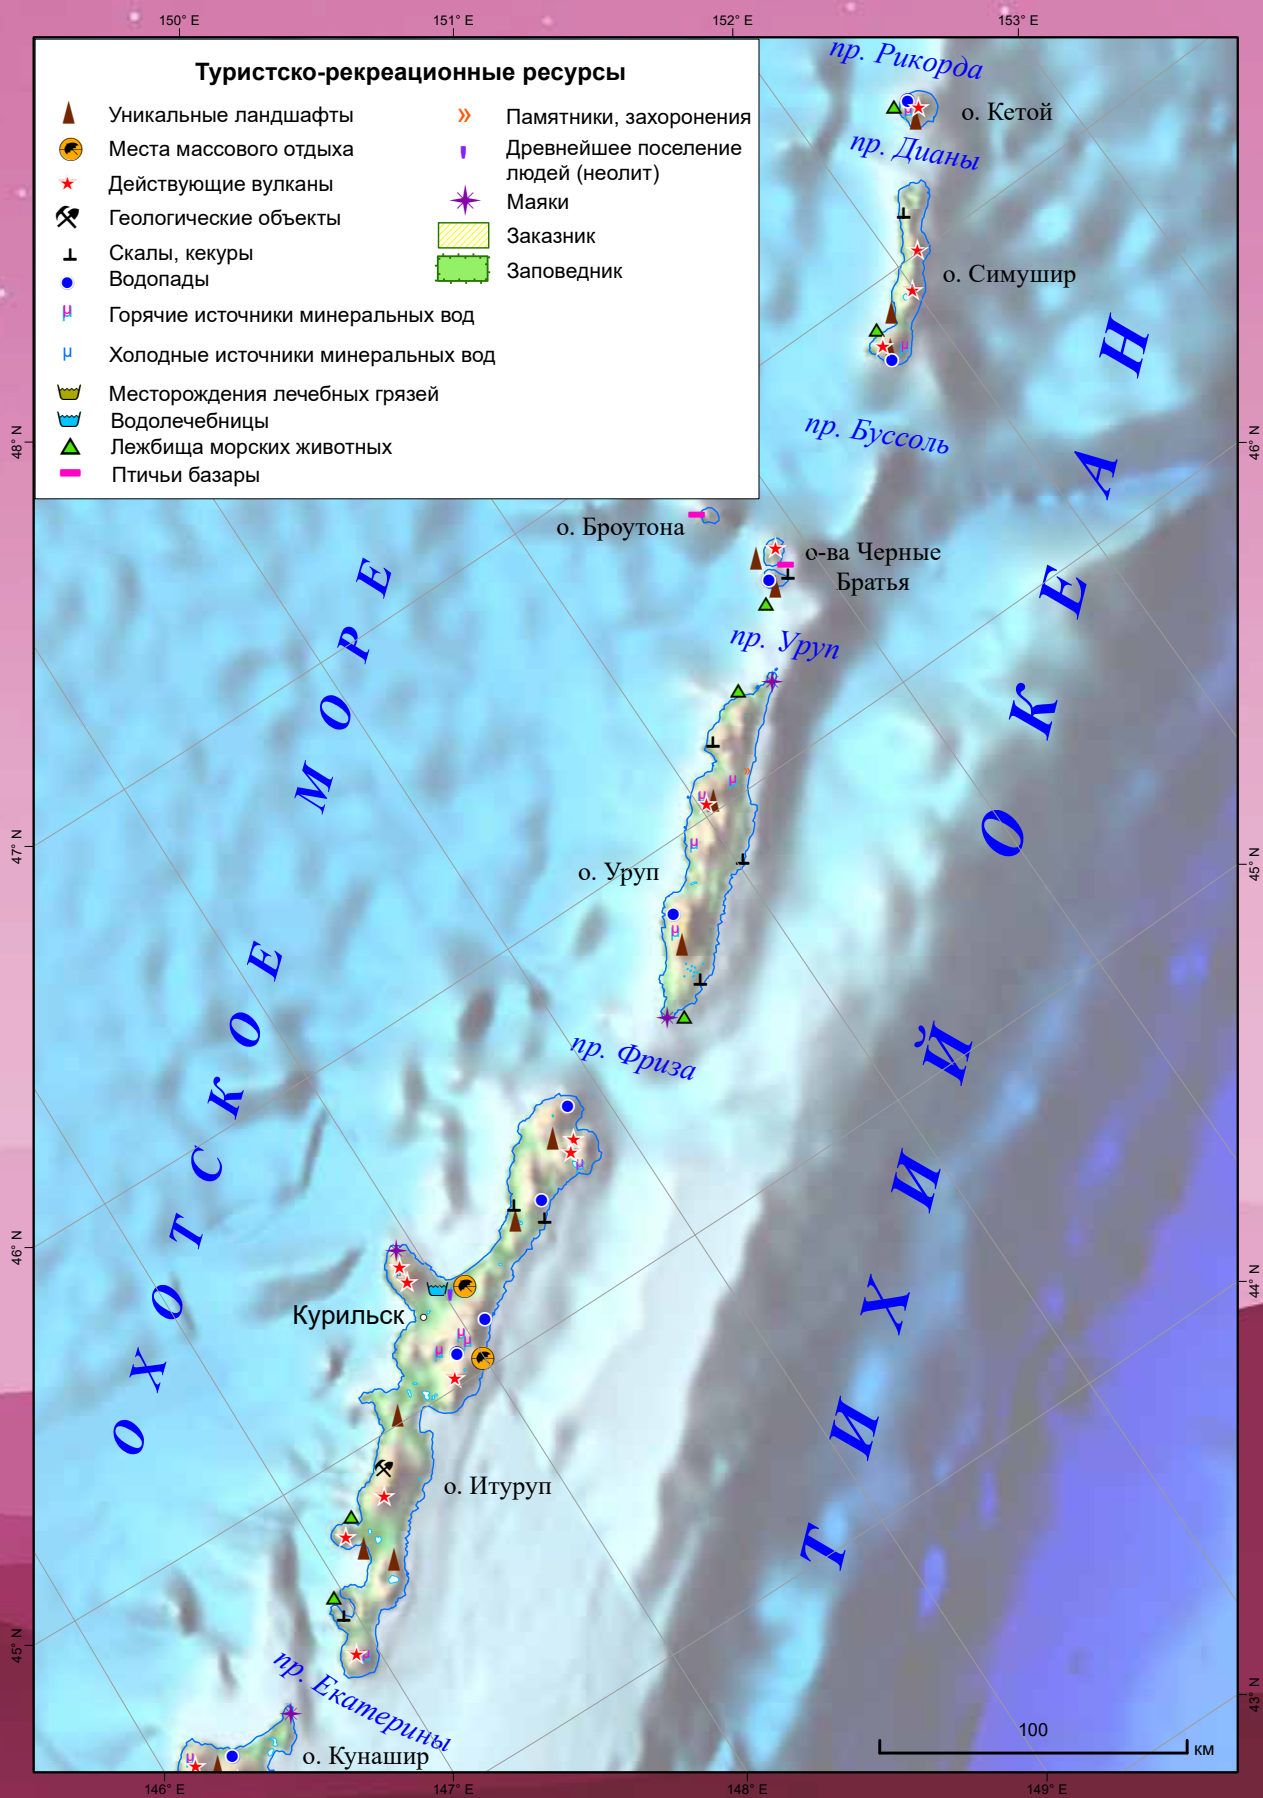 150° E
151° E
152° E
153° E
Туристско-рекреационные ресурсы
Уникальные ландшафты
Места массового отдыха
Действующие вулканы
Геологические объекты
Скалы, кекуры
Водопады
Горячие источники минеральных вод
Холодные источники минеральных вод
Месторождения лечебных грязей
Водолечебницы
Лежбища морских животных
Птичьи базары
Памятники, захоронения
Древнейшее поселение
людей (неолит)
Маяки
Заказник
Заповедник
пр. Рикорда
о. Кетой
пр. Дианы
о. Симушир
пр. Буссоль
о. Броутона
о-ва Черные
Братья
пр. Уруп
о. Уруп
пр. Фриза
Курильск
о. Итуруп
пр. Екатерины
о. Кунашир
ОХОТСКОЕ МОРЕ
ТИХИЙ ОКЕАН
48° N
47° N
46° N
45° N
46° N
45° N
44° N
43° N
100
км
146° E
147° E
148° E
149° E